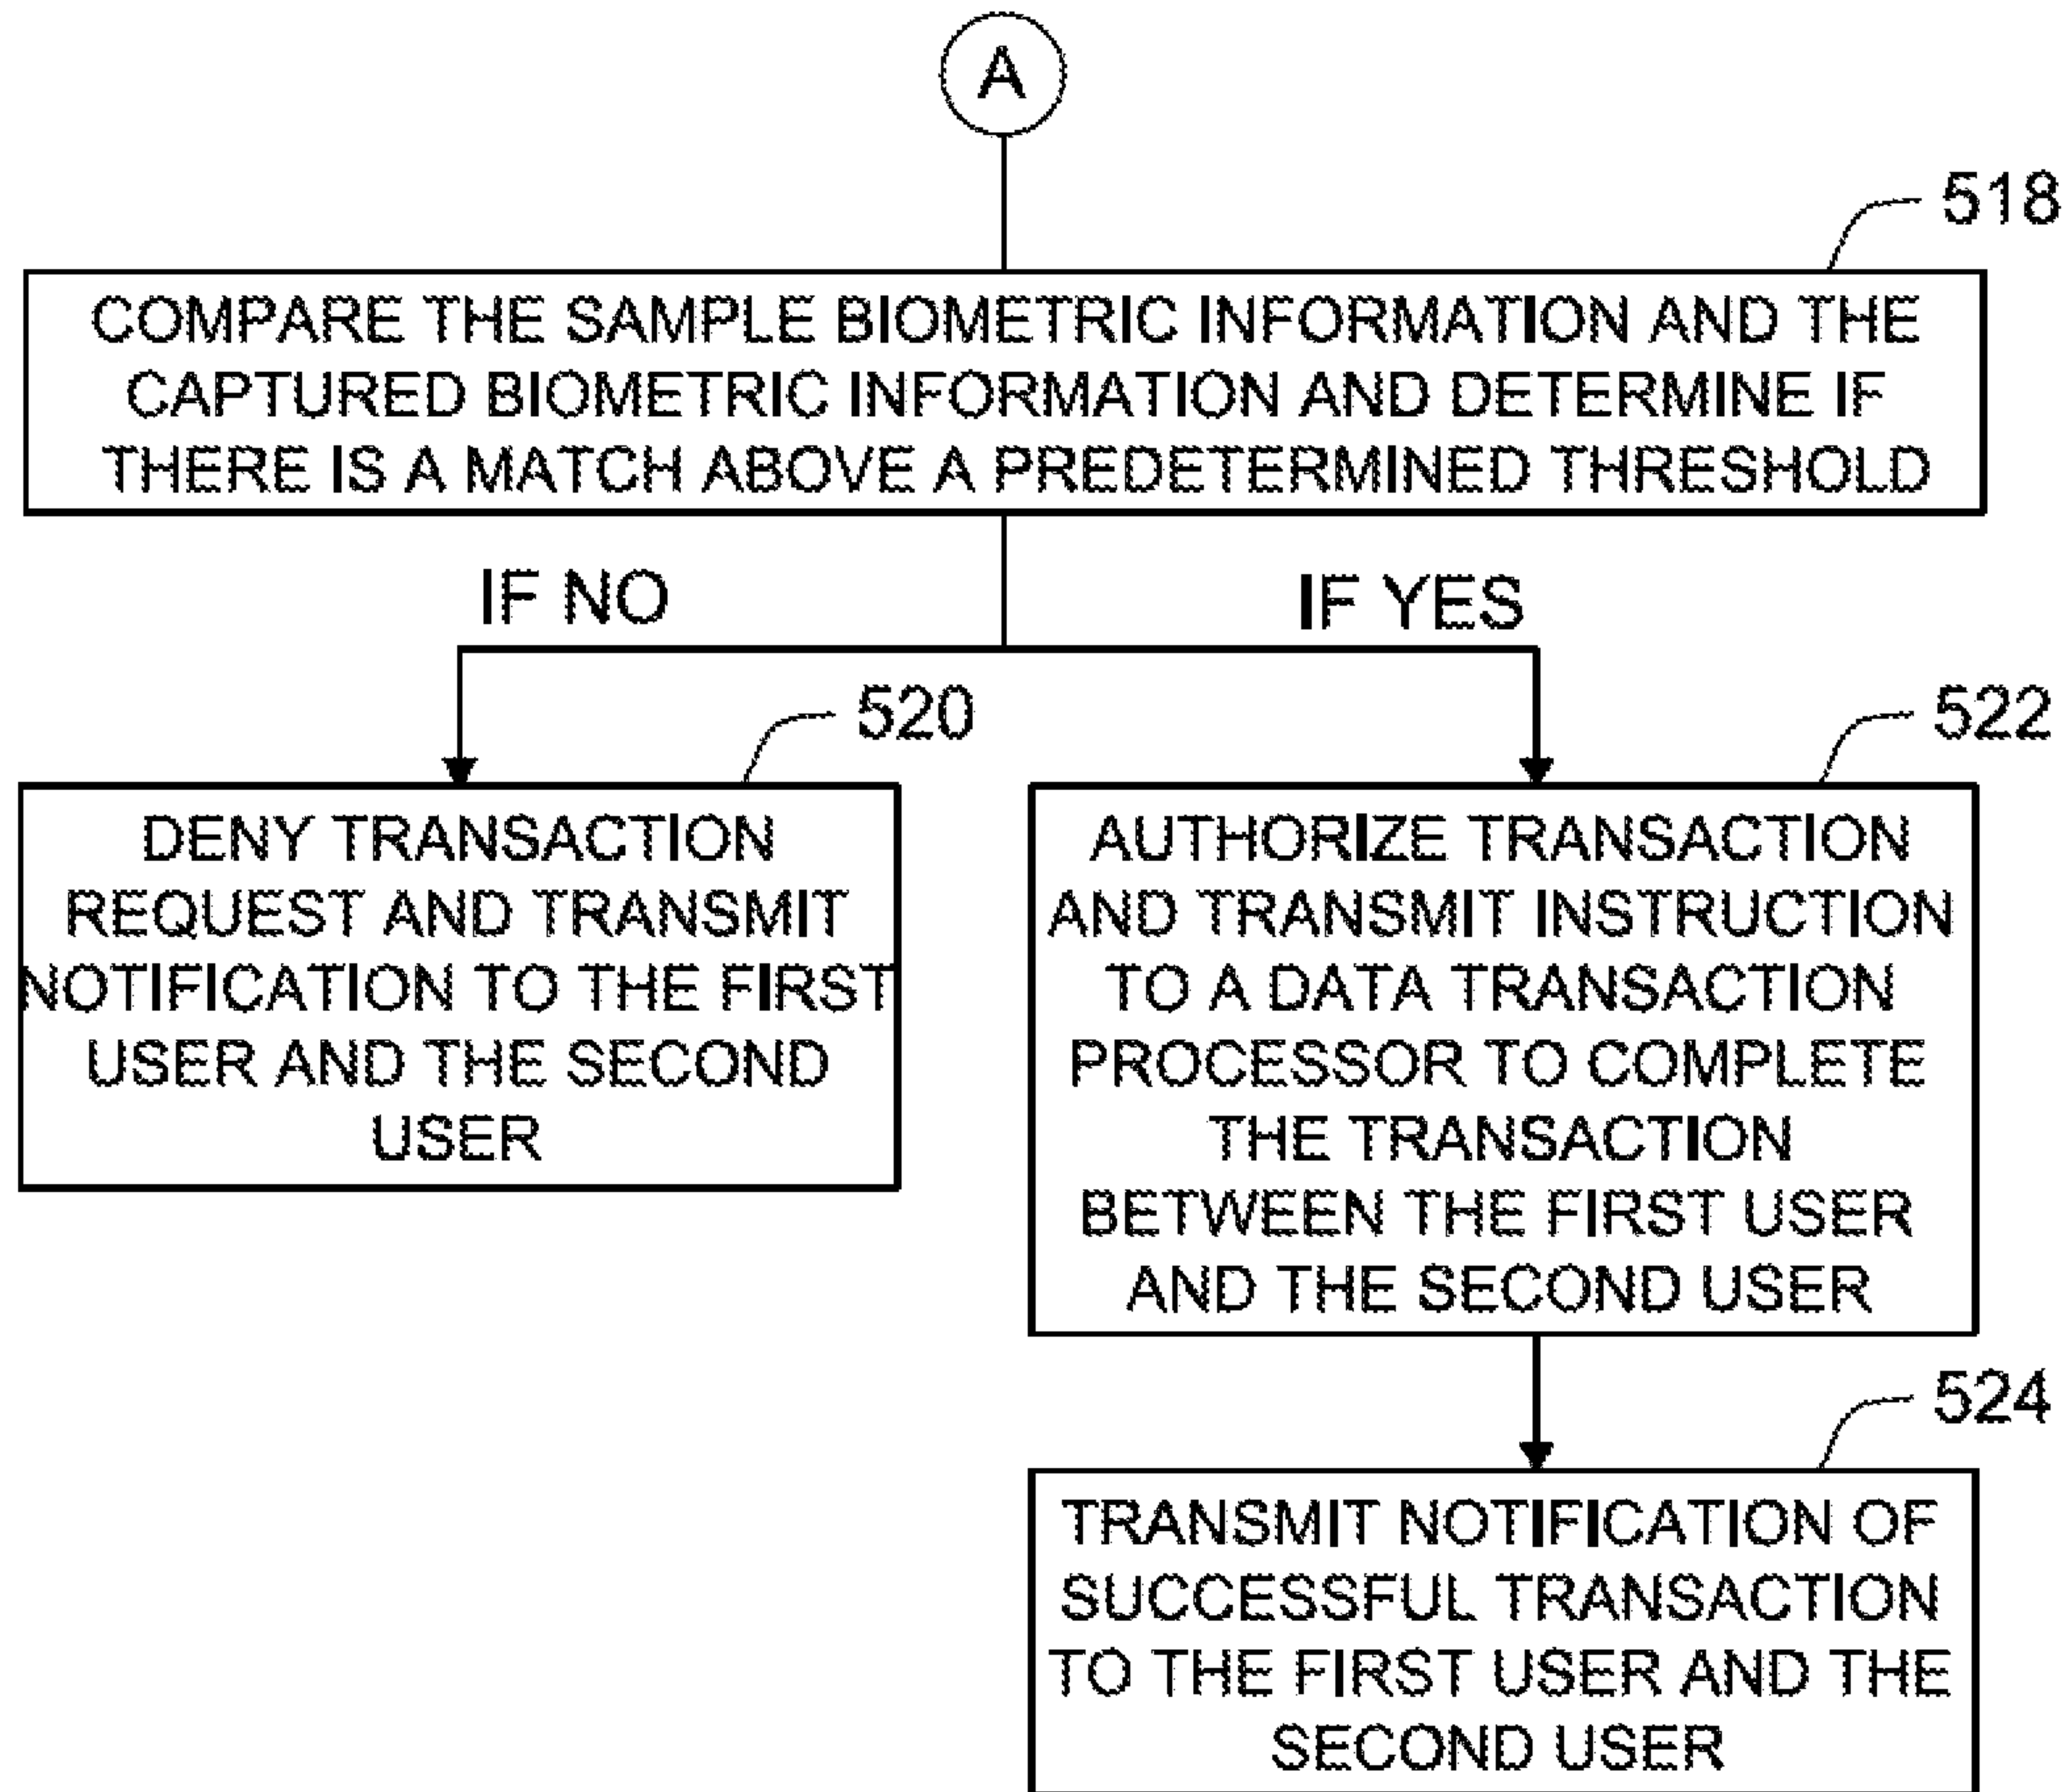 A
518
COMPARE THE SAMPLE BIOMETRIC INFORMATION AND THE
CAPTURED BIOMETRIC INFORMATION AND DETERMINE IF
THERE IS A MATCH ABOVE A PREDETERMINED THRESHOLD
IF NO
IF YES
520
DENY TRANSACTION
REQUEST AND TRANSMIT
NOTIFICATION TO THE FIRST
USER AND THE SECOND
USER
522
AUTHORIZE TRANSACTION
AND TRANSMIT INSTRUCTION
TO A DATA TRANSACTION
PROCESSOR TO COMPLETE
THE TRANSACTION
BETWEEN THE FIRST USER
AND THE SECOND USER
524
TRANSMIT NOTIFICATION OF
SUCCESSFUL TRANSACTION
TO THE FIRST USER AND THE
SECOND USER